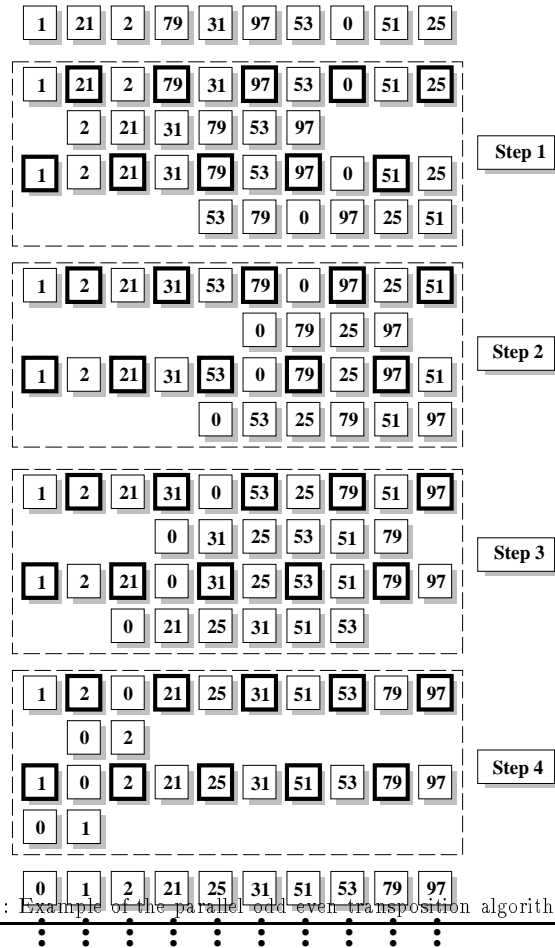 1 21 2 79 31 97 53 0 51 25
1 21 2 79 31 97 53 0 51 25
2 21 31 79 53 97
Step 1
1 2 21 31 79 53 97 0 51 25
53 79 0 97 25 51
1 2 21 31 53 79 0 97 25 51
0 79 25 97
Step 2
1 2 21 31 53 0 79 25 97 51
0 53 25 79 51 97
1 2 21 31 0 53 25 79 51 97
0 31 25 53 51 79
Step 3
1 2 21 0 31 25 53 51 79 97
0 21 25 31 51 53
1 2 0 21 25 31 51 53 79 97
0 2
Step 4
1 0 2 21 25 31 51 53 79 97
0 1
0 1 2 21 25 31 51 53 79 97
: Example of the parallel odd even transposition algorith